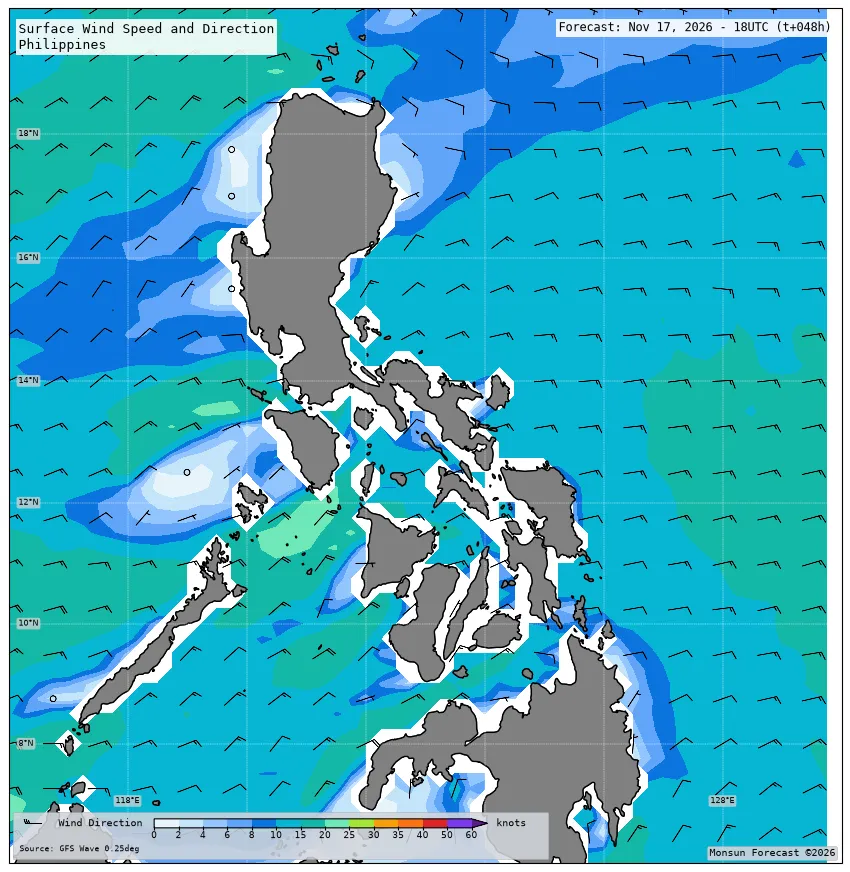 Surface Wind Speed and Direction
Philippines
Forecast: Nov 17, 2026 - 18UTC (t+048h)
18°N
16°N
14°N
12°N
10°N
8°N
118°E
128°E
Wind Direction
0 2 4 6 8 10 15 20 25 30 35 40 50 60
knots
Source: GFS Wave 0.25deg
Monsun Forecast ©2026